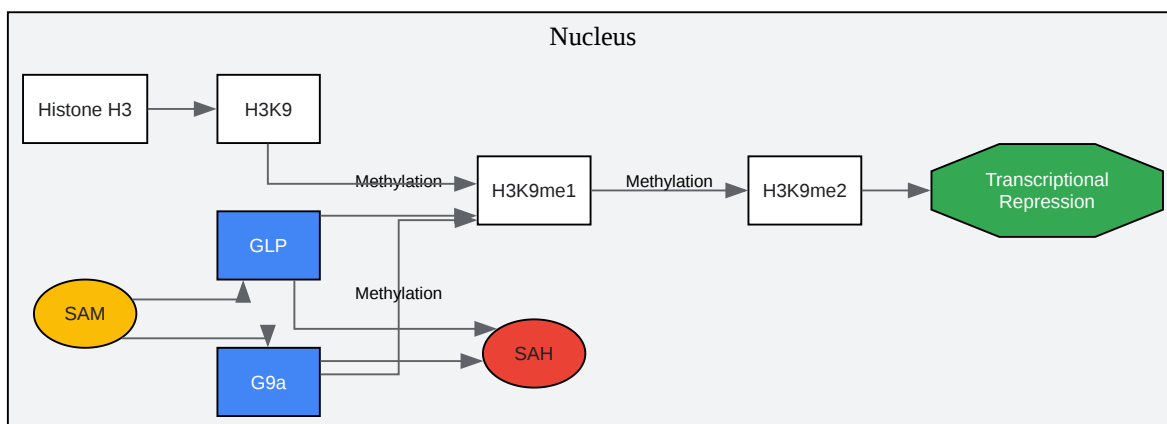 Nucleus
Histone H3
H3K9
Methylation
H3K9me1
Methylation
H3K9me2
Transcriptional
Repression
GLP
Methylation
SAM
SAH
G9a